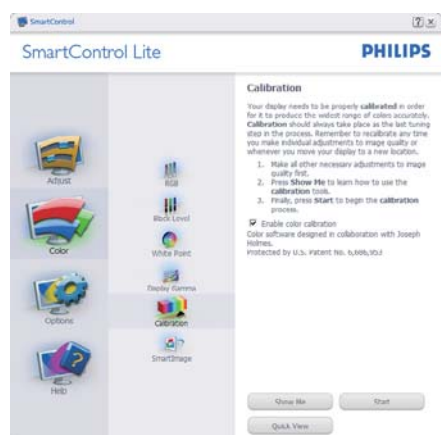 SmartControl
SmartControl Lite
PHILIPS
Adjust
Color
Options
Help
RGB
Black Level
White Point
Display Gamma
Calibration
SmartImage
Calibration
Your display needs to be properly calibrated in order
for it to produce the widest range of colors accurately.
Calibration should always take place as the last tuning
step in the process. Remember to recalibrate any time
you make individual adjustments to image quality or
whenever you move your display to a new location.
1. Make all other necessary adjustments to image
quality first.
2. Press Show Me to learn how to use the
calibration tools.
3. Finally, press Start to begin the calibration
process.
Enable color calibration
Color software designed in collaboration with Joseph
Holmes.
Protected by U.S. Patent No. 6,686,953
Show Me
Start
Quick View